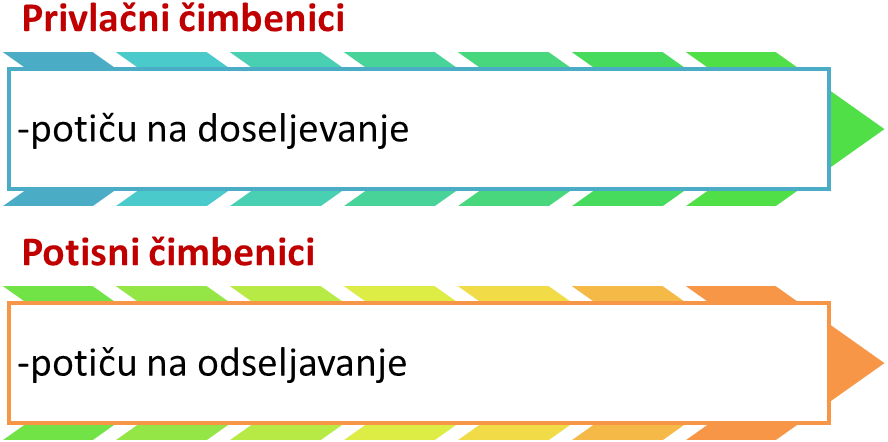 Privlačni čimbenici
-potiču na doseljevanje
Potisni čimbenici
-potiču na odseljavanje